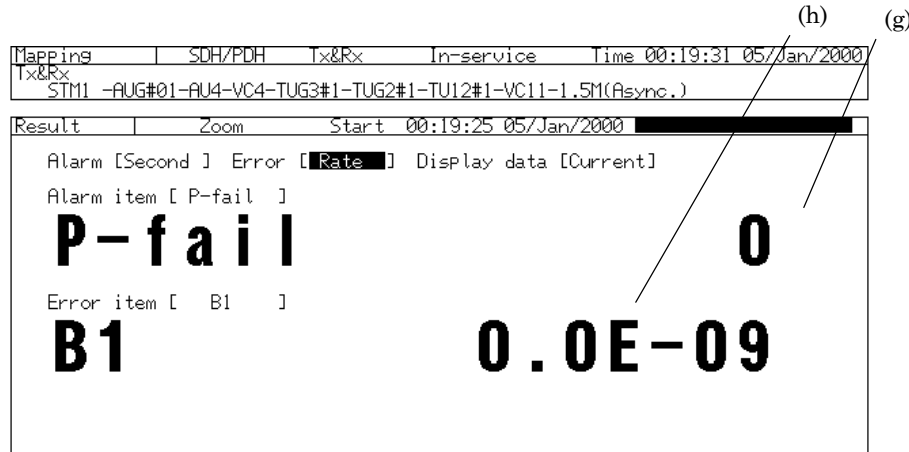 (h) (g)
Mapping SDH/PDH Tx&Rx In-service Time 00:19:31 05/Jan/2000
Tx&Rx
STM1 -AUG#01-AU4-VC4-TUG3#1-TUG2#1-TU12#1-VC11-1.5M(Async.)
Result Zoom Start 00:19:25 05/Jan/2000
Alarm [Second ] Error [ Rate ] Display data [Current]
Alarm item [ P-fail ]
P-fail 0
Error item [ B1 ]
B1 0.0E-09